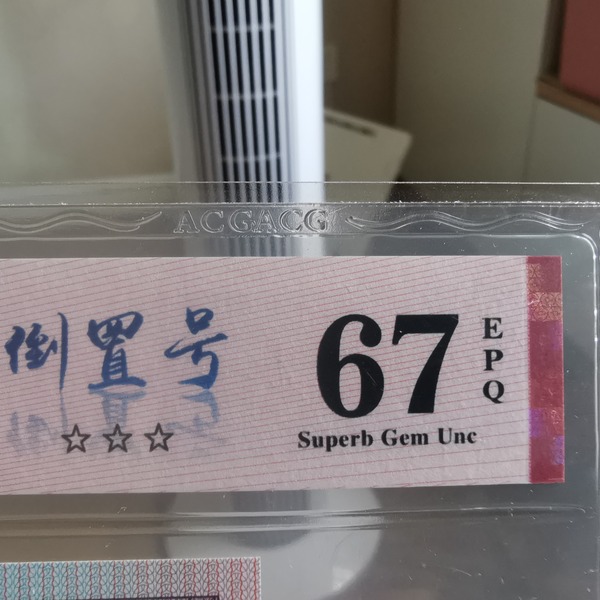 ACGACG
倒置号
☆☆☆
67
EPQ
Superb Gem Unc